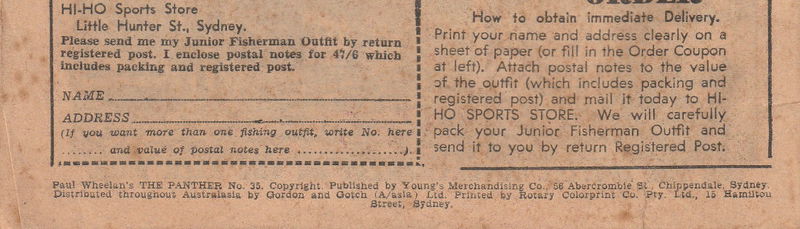 HI-HO Sports Store
Little Hunter St., Sydney.
Please send me my Junior Fisherman Outfit by return
registered post. I enclose postal notes for 47/6 which
includes packing and registered post.
NAME
ADDRESS
(If you want more than one fishing outfit, write No. here
........ and value of postal notes here ....................).
ORDER
How to obtain immediate Delivery.
Print your name and address clearly on a
sheet of paper (or fill in the Order Coupon
at left). Attach postal notes to the value
of the outfit (which includes packing and
registered post) and mail it today to HI-
HO SPORTS STORE. We will carefully
pack your Junior Fisherman Outfit and
send it to you by return Registered Post.
Paul Wheelan's THE PANTHER No. 35. Copyright. Published by Young's Merchandising Co., 56 Abercrombie St., Chippendale, Sydney.
Distributed throughout Australasia by Gordon and Gotch (A/asia) Ltd. Printed by Rotary Colorprint Co. Pty. Ltd., 15 Hamilton
Street, Sydney.